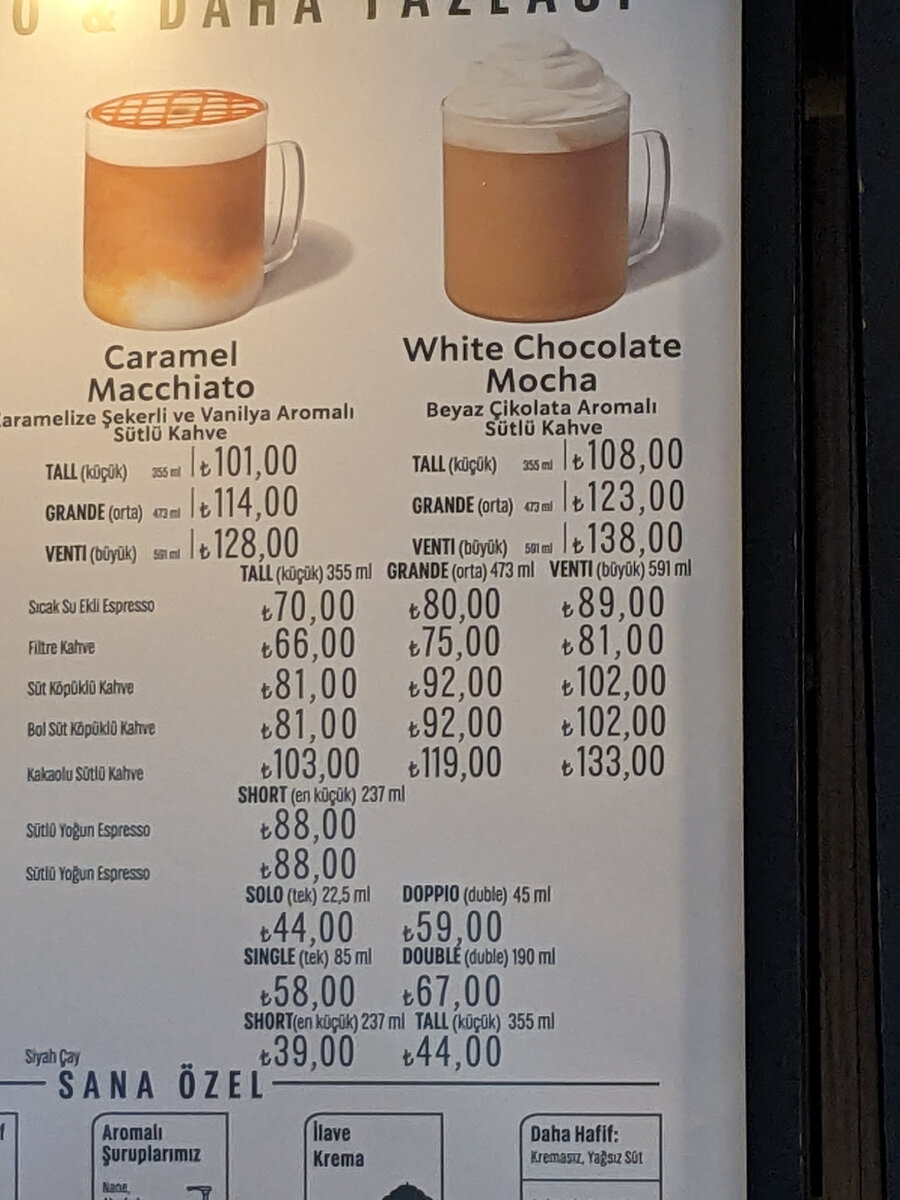 & DAHA FAZLASI
Caramel
Macchiato
Karamelize Şekerli ve Vanilya Aromalı
Sütlü Kahve
TALL (küçük) 355 ml ₺101,00
GRANDE (orta) 473 ml ₺114,00
VENTI (büyük) 591 ml ₺128,00
White Chocolate
Mocha
Beyaz Çikolata Aromalı
Sütlü Kahve
TALL (küçük) 355 ml ₺108,00
GRANDE (orta) 473 ml ₺123,00
VENTI (büyük) 591 ml ₺138,00
TALL (küçük) 355 ml GRANDE (orta) 473 ml VENTI (büyük) 591 ml
Sıcak Su Ekli Espresso ₺70,00 ₺80,00 ₺89,00
Filtre Kahve ₺66,00 ₺75,00 ₺81,00
Süt Köpüklü Kahve ₺81,00 ₺92,00 ₺102,00
Bol Süt Köpüklü Kahve ₺81,00 ₺92,00 ₺102,00
Kakaolu Sütlü Kahve ₺103,00 ₺119,00 ₺133,00
SHORT (en küçük) 237 ml
Sütlü Yoğun Espresso ₺88,00
Sütlü Yoğun Espresso ₺88,00
SOLO (tek) 22,5 ml DOPPIO (duble) 45 ml
₺44,00 ₺59,00
SINGLE (tek) 85 ml DOUBLE (duble) 190 ml
₺58,00 ₺67,00
SHORT(en küçük) 237 ml TALL (küçük) 355 ml
Siyah Çay ₺39,00 ₺44,00
SANA ÖZEL
Aromalı
Şuruplarımız
Nane,
İlave
Krema
Daha Hafif:
Kremasız, Yağsız Süt